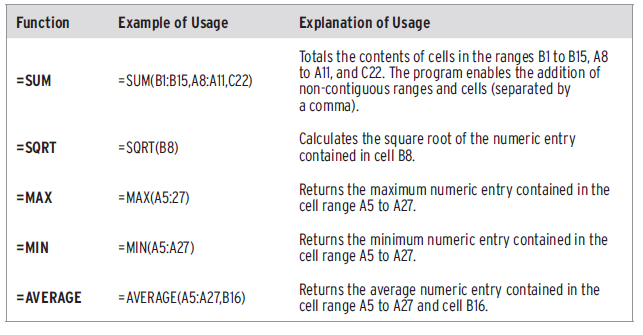 Function Example of Usage Explanation of Usage
Totals the contents of cells in the ranges B1 to B15, A8
to A11, and C22. The program enables the addition of
=SUM =SUM(B1:B15,A8:A11,C22)
non-contiguous ranges and cells (separated by
a comma).
Calculates the square root of the numeric entry
=SQRT =SQRT(B8)
contained in cell B8.
Returns the maximum numeric entry contained in the
=MAX =MAX(A5:27)
cell range A5 to A27.
Returns the minimum numeric entry contained in the
=MIN =MIN(A5:A27)
cell range A5 to A27.
Returns the average numeric entry contained in the
=AVERAGE =AVERAGE(A5:A27,B16)
cell range A5 to A27 and cell B16.